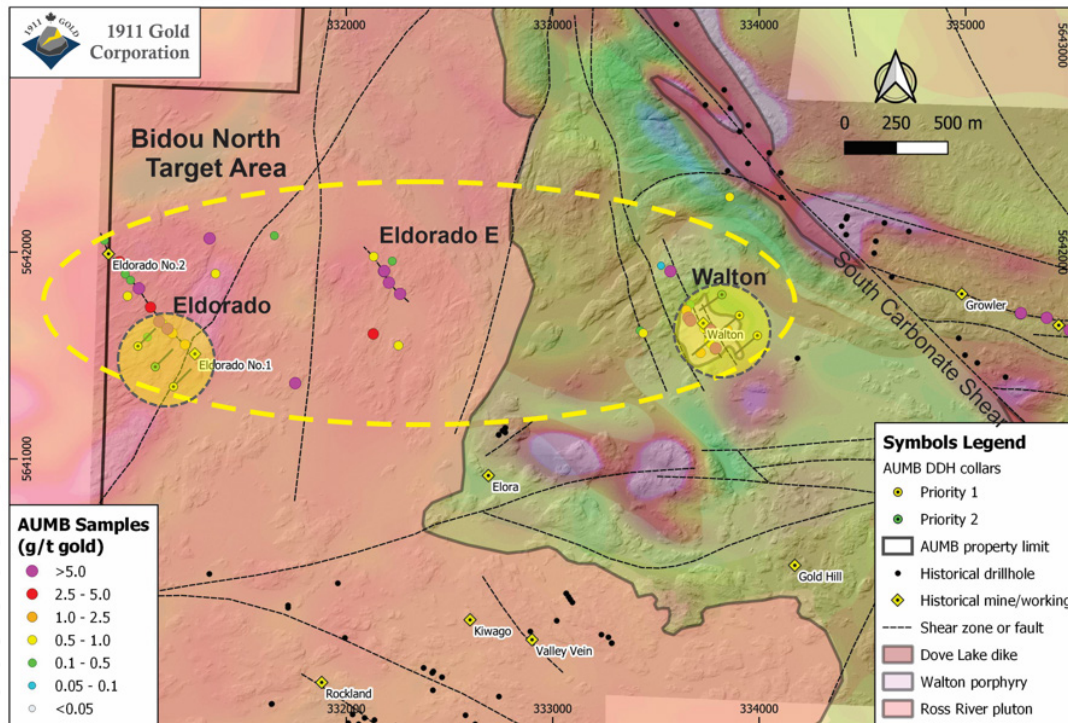 1911
GOLD
1911 Gold
Corporation
332000
333000
334000
335000
5643000
0 250 500 m
Bidou North
Target Area
Eldorado E
5642000
Eldorado No.2
Eldorado
Eldorado No.1
Walton
Walton
5642000
Growler
South Carbonate Shear
5641000
Elora
Gold Hill
Kiwago
Valley Vein
Rockland
332000
333000
334000
AUMB Samples
(g/t gold)
>5.0
2.5 - 5.0
1.0 - 2.5
0.5 - 1.0
0.1 - 0.5
0.05 - 0.1
<0.05
Symbols Legend
AUMB DDH collars
Priority 1
Priority 2
AUMB property limit
Historical drillhole
Historical mine/working
Shear zone or fault
Dove Lake dike
Walton porphyry
Ross River pluton